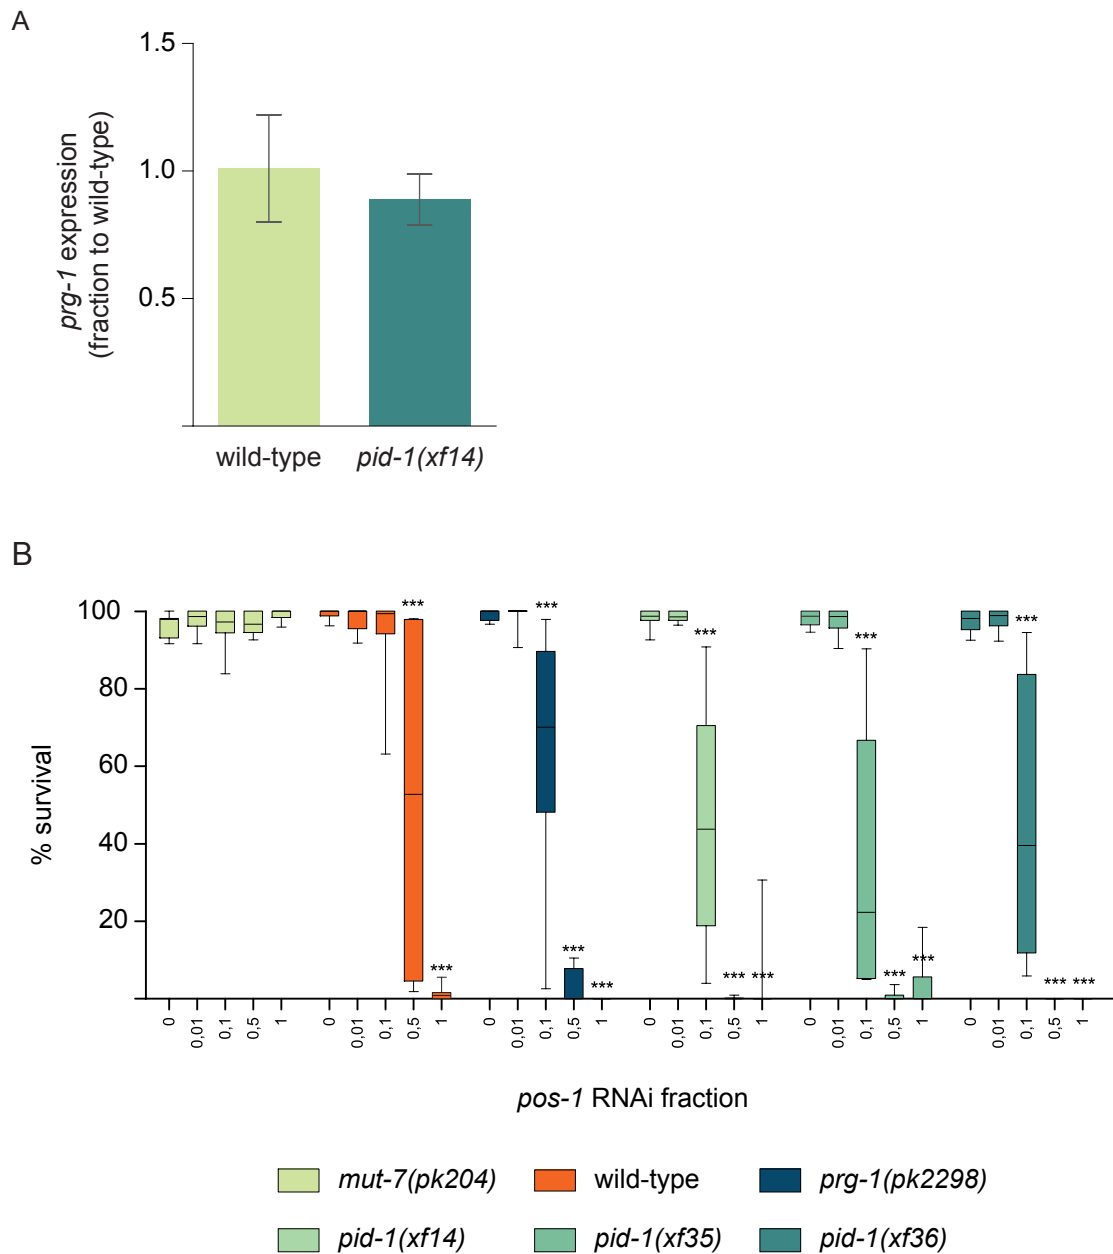 A
1.5
1.0
0.5
prg-1 expression
(fraction to wild-type)
wild-type pid-1(xf14)
B
100
80
60
40
20
% survival
*** *** *** *** ***
*** *** *** *** *** *** *** *** *** ***
0 0,01 0,1 0,5 1 0 0,01 0,1 0,5 1 0 0,01 0,1 0,5 1 0 0,01 0,1 0,5 1 0 0,01 0,1 0,5 1 0 0,01 0,1 0,5 1
pos-1 RNAi fraction
mut-7(pk204) wild-type prg-1(pk2298)
pid-1(xf14) pid-1(xf35) pid-1(xf36)